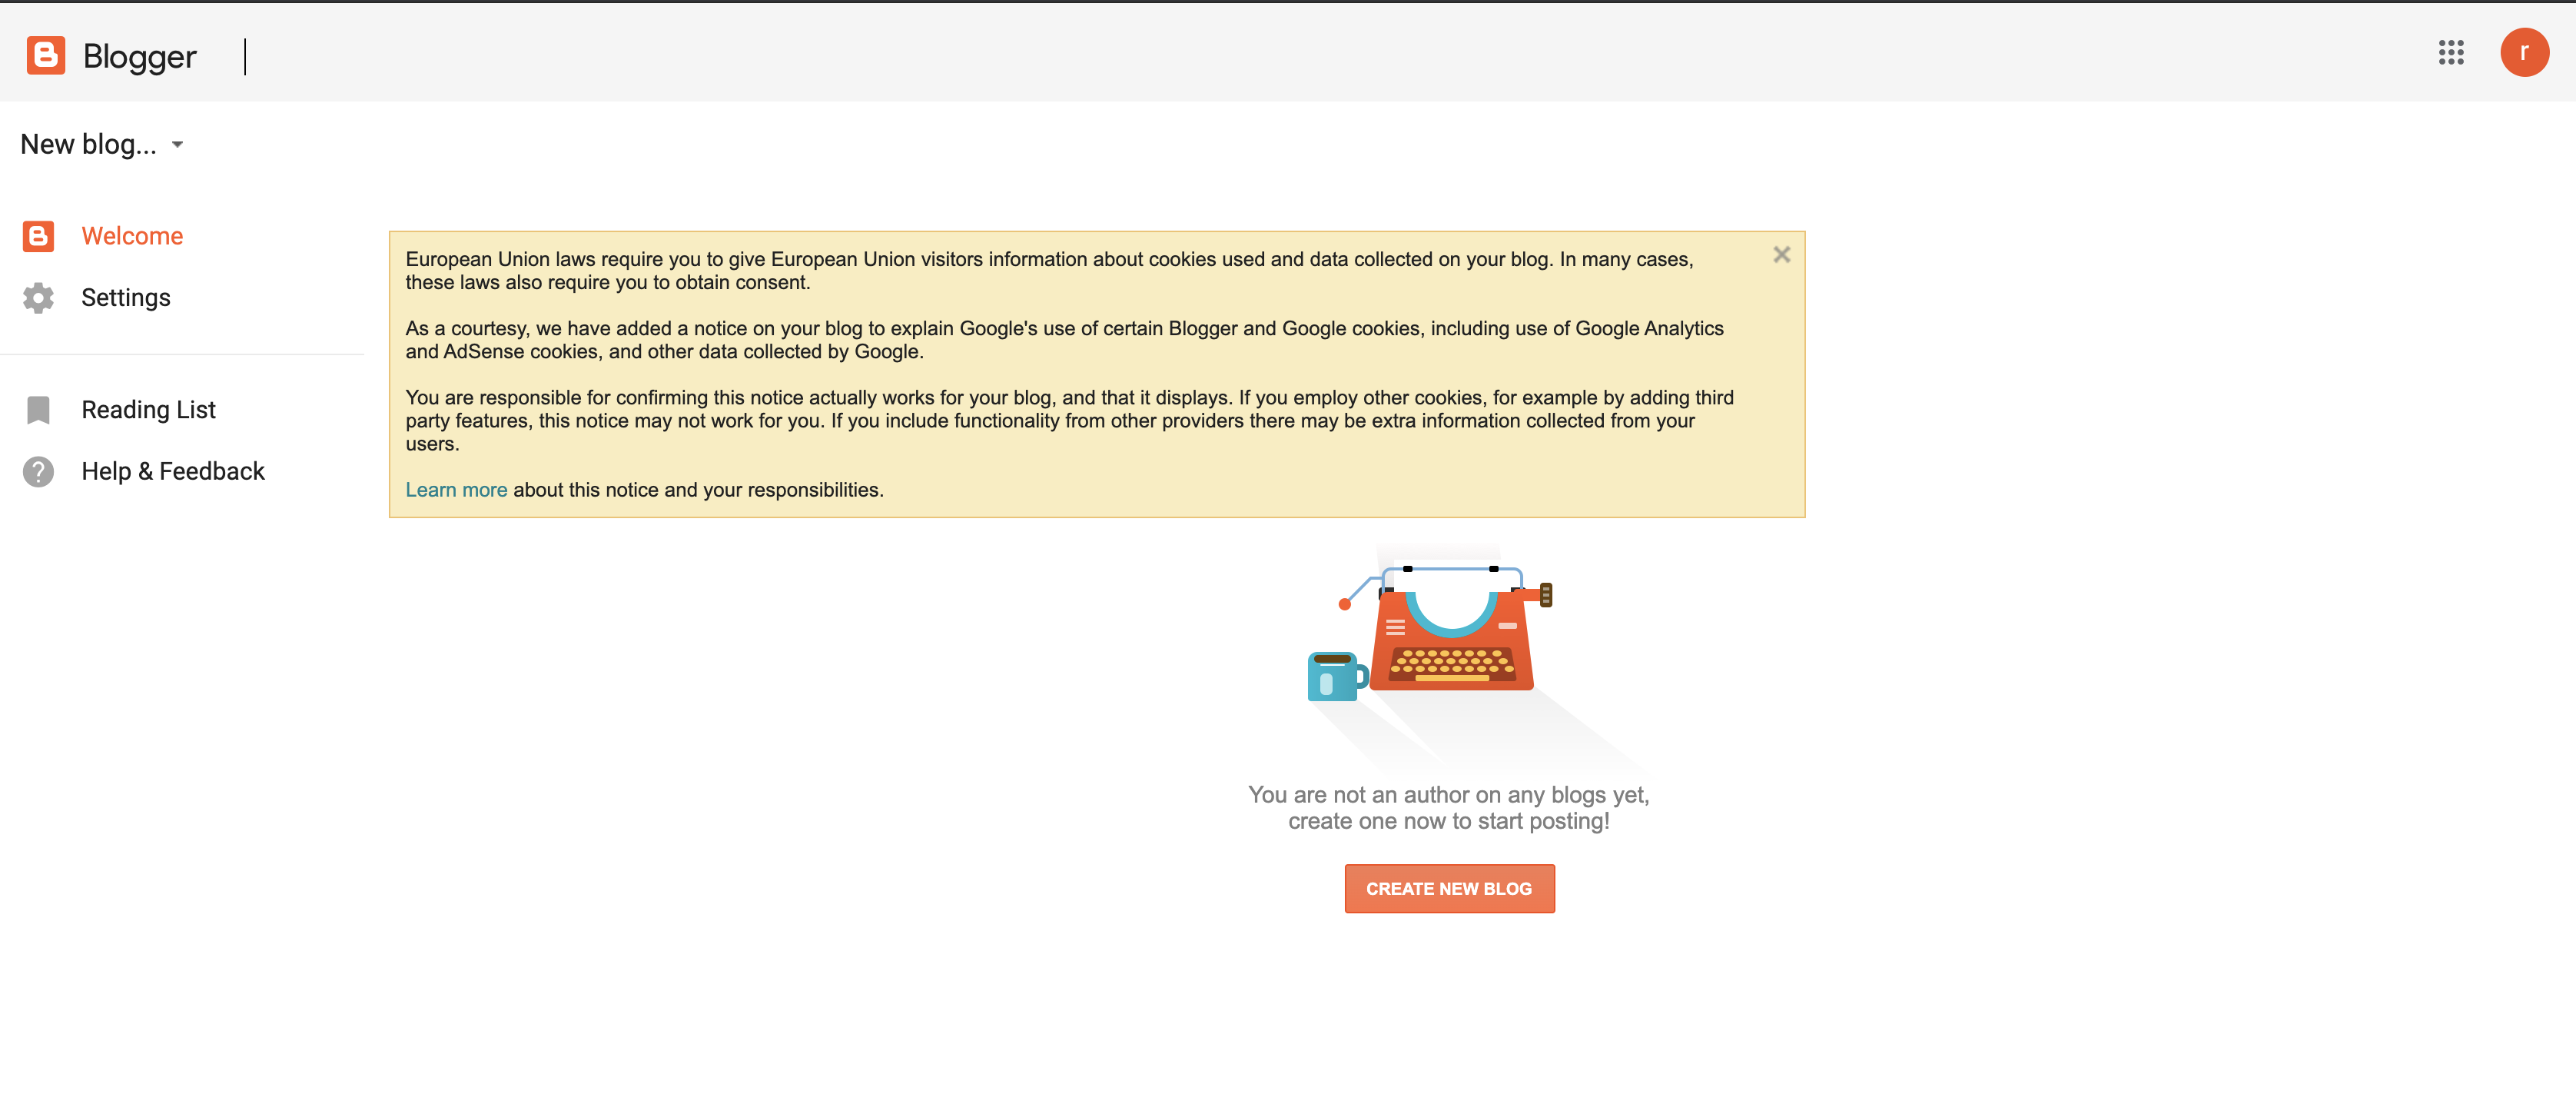 Blogger
r
New blog...
Welcome
Settings
Reading List
Help & Feedback
European Union laws require you to give European Union visitors information about cookies used and data collected on your blog. In many cases,
these laws also require you to obtain consent.
As a courtesy, we have added a notice on your blog to explain Google's use of certain Blogger and Google cookies, including use of Google Analytics
and AdSense cookies, and other data collected by Google.
You are responsible for confirming this notice actually works for your blog, and that it displays. If you employ other cookies, for example by adding third
party features, this notice may not work for you. If you include functionality from other providers there may be extra information collected from your
users.
Learn more about this notice and your responsibilities.
You are not an author on any blogs yet,
create one now to start posting!
CREATE NEW BLOG